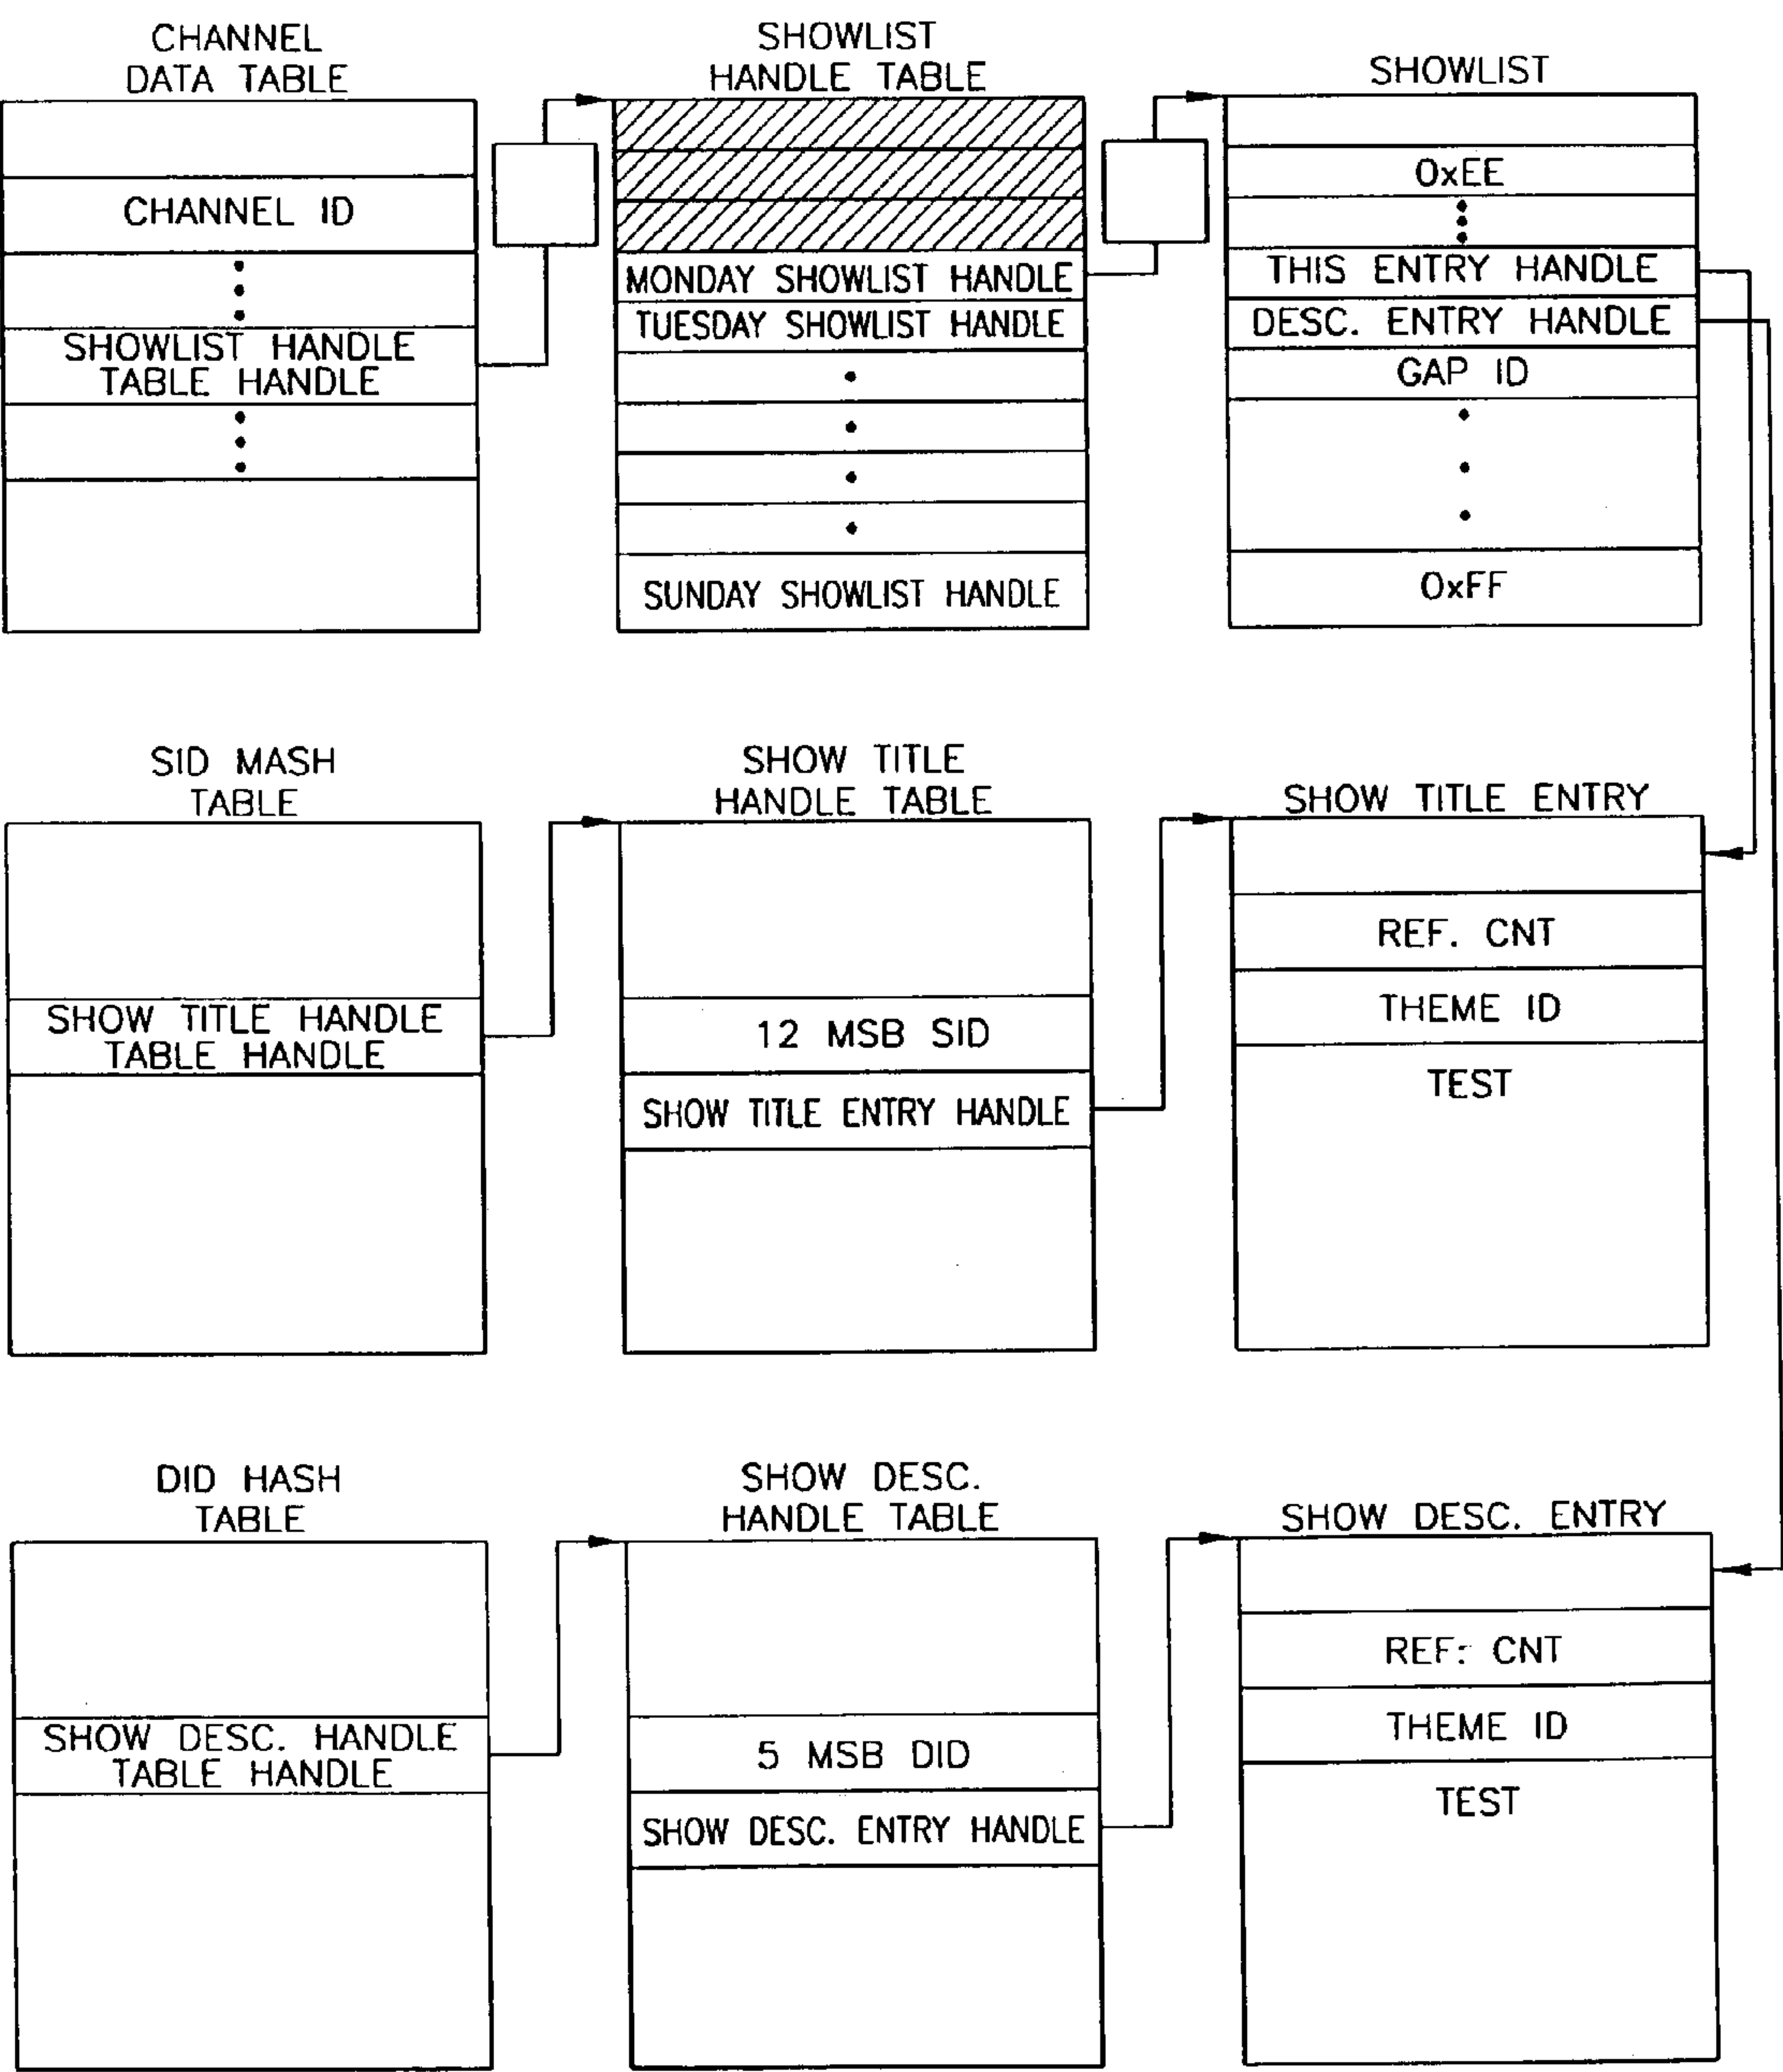 CHANNEL
DATA TABLE
CHANNEL ID
SHOWLIST HANDLE
TABLE HANDLE
SHOWLIST
HANDLE TABLE
MONDAY SHOWLIST HANDLE
TUESDAY SHOWLIST HANDLE
SUNDAY SHOWLIST HANDLE
SHOWLIST
0xEE
THIS ENTRY HANDLE
DESC. ENTRY HANDLE
GAP ID
0xFF
SID MASH
TABLE
SHOW TITLE HANDLE
TABLE HANDLE
SHOW TITLE
HANDLE TABLE
12 MSB SID
SHOW TITLE ENTRY HANDLE
SHOW TITLE ENTRY
REF. CNT
THEME ID
TEST
DID HASH
TABLE
SHOW DESC. HANDLE
TABLE HANDLE
SHOW DESC.
HANDLE TABLE
5 MSB DID
SHOW DESC. ENTRY HANDLE
SHOW DESC. ENTRY
REF: CNT
THEME ID
TEST